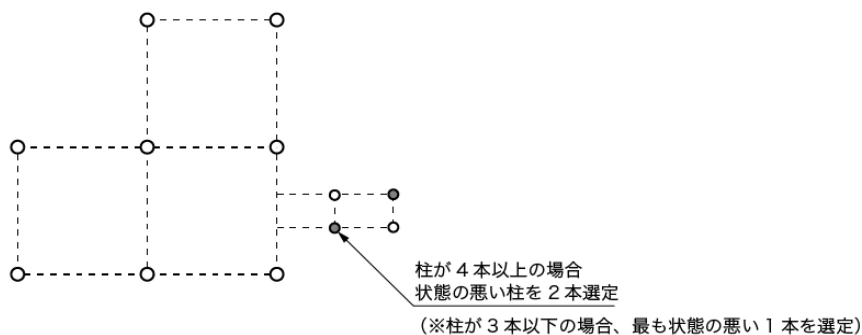 柱が4本以上の場合
状態の悪い柱を2本選定
（※柱が3本以下の場合、最も状態の悪い1本を選定）